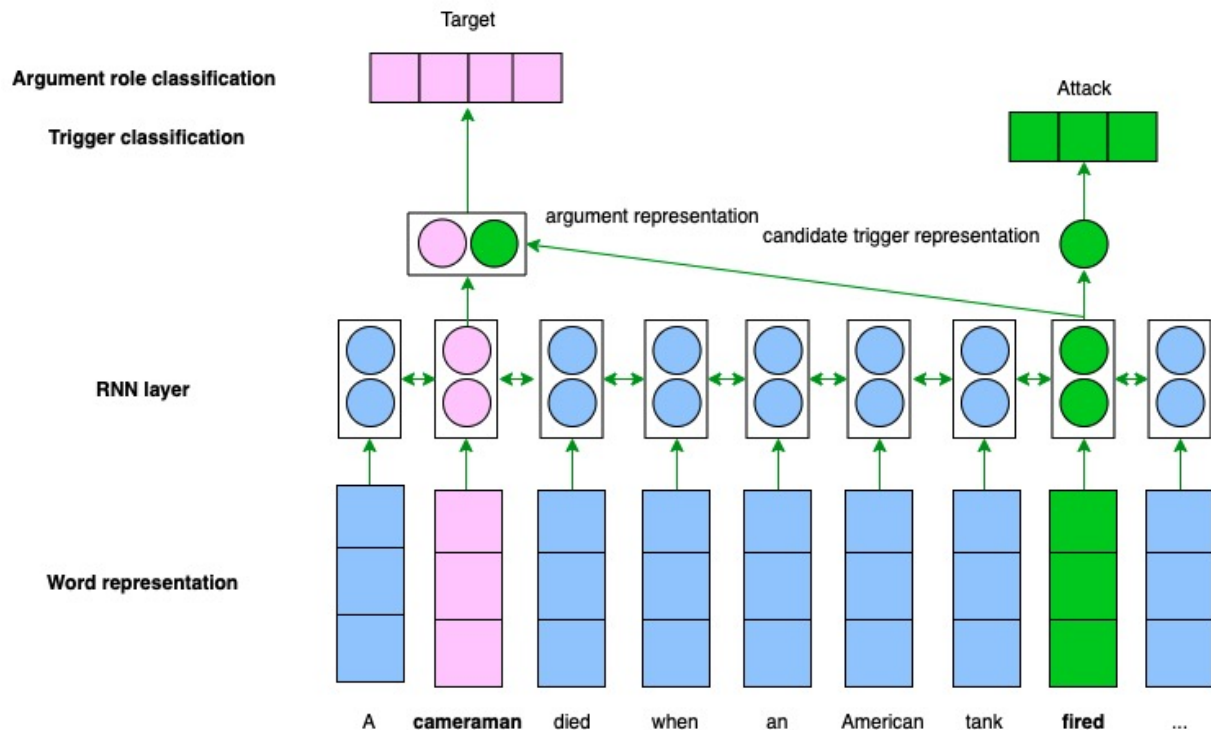 Target
Argument role classification
Attack
Trigger classification
argument representation
candidate trigger representation
RNN layer
Word representation
A cameraman died when an American tank fired ...